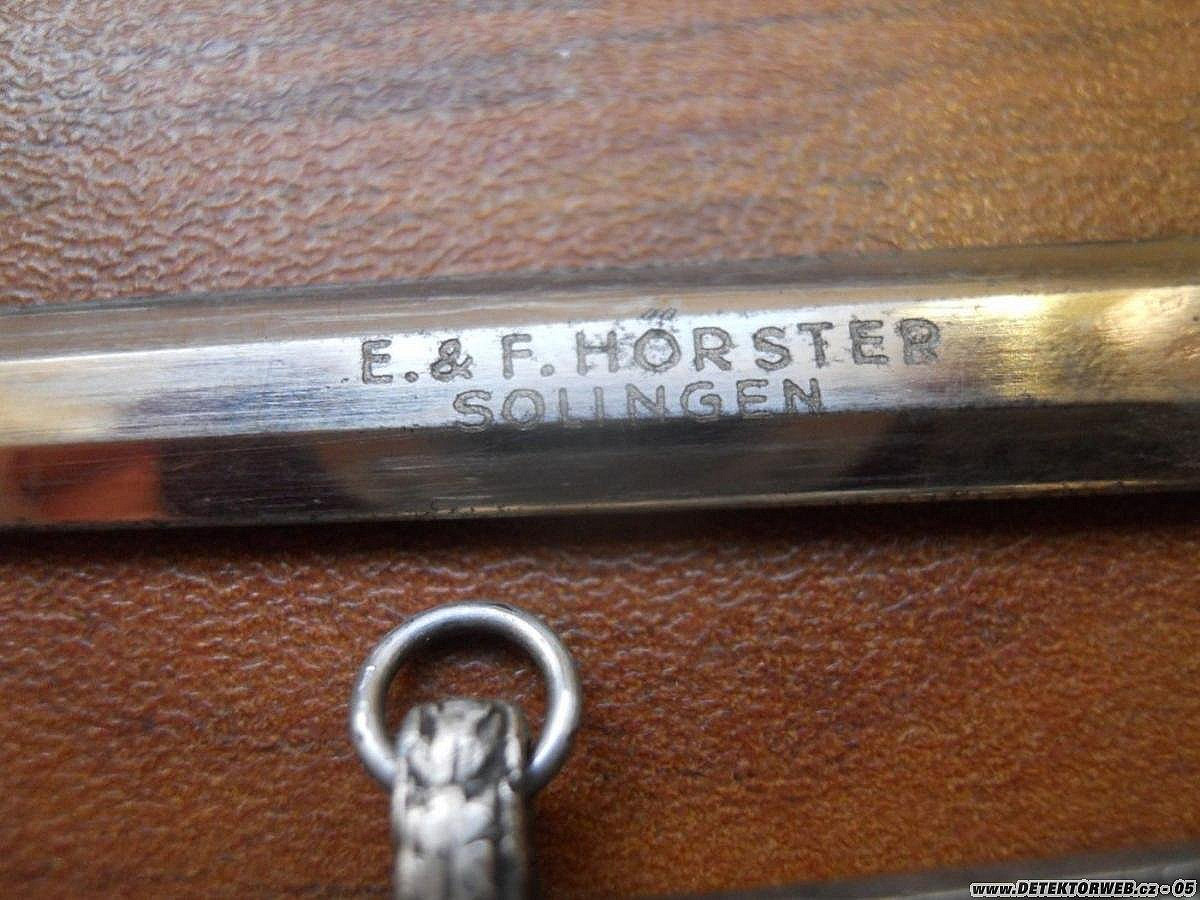 E. & F. HÖRSTER
SOLINGEN
www.DETEKTORWEB.cz - 05